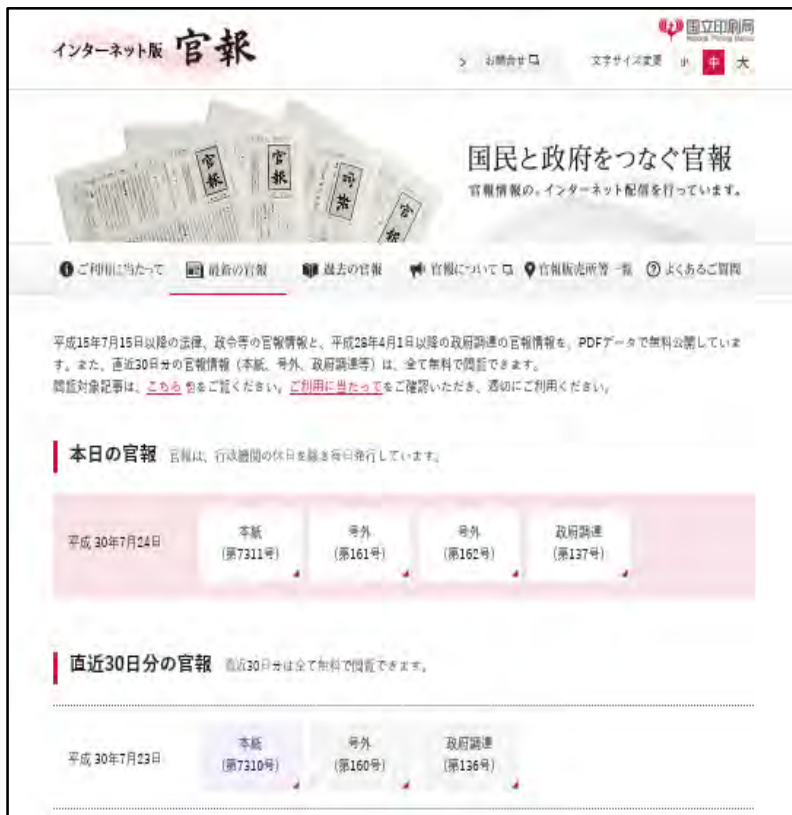 インターネット版 官報
国立印刷局
お問合せ
文字サイズ変更 小 中 大
官報
官報
官報
官報
国民と政府をつなぐ官報
官報情報の、インターネット配信を行っています。
ご利用に当たって 最新の官報 過去の官報 官報について 官報販売所等一覧 よくあるご質問
平成15年7月15日以降の法律、政令等の官報情報と、平成28年4月1日以降の政府調達の官報情報を、PDFデータで無料公開していま
す。また、直近30日分の官報情報（本紙、号外、政府調達等）は、全て無料で閲覧できます。
閲覧対象記事は、こちら をご覧ください。ご利用に当たってをご確認いただき、適切にご利用ください。
本日の官報 官報は、行政機関の休日を除き毎日発行しています。
平成 30年7月24日
本紙 (第7311号)
号外 (第161号)
号外 (第162号)
政府調達 (第137号)
直近30日分の官報 直近30日分は全て無料で閲覧できます。
平成 30年7月23日
本紙 (第7310号)
号外 (第160号)
政府調達 (第136号)